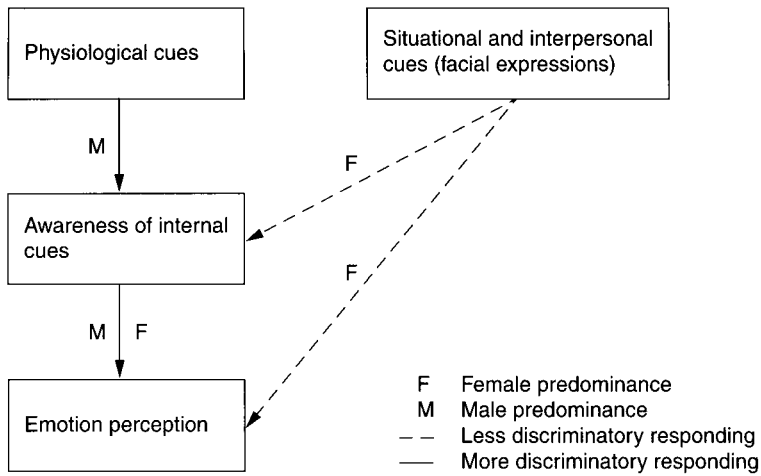 Physiological cues
Situational and interpersonal
cues (facial expressions)
M
F
Awareness of internal
cues
F
M F
Emotion perception
F Female predominance
M Male predominance
Less discriminatory responding
More discriminatory responding